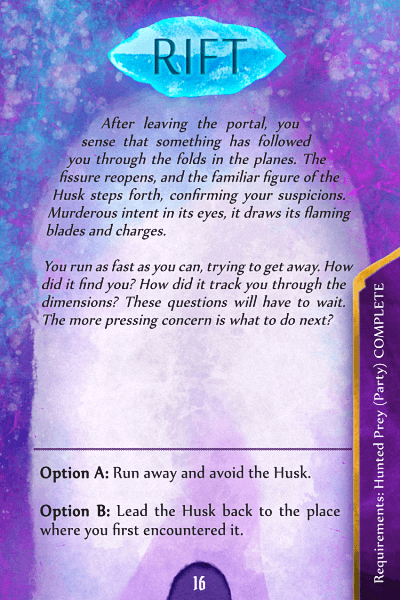 RIFT
After leaving the portal, you
sense that something has followed
you through the folds in the planes. The
fissure reopens, and the familiar figure of the
Husk steps forth, confirming your suspicions.
Murderous intent in its eyes, it draws its flaming
blades and charges.
You run as fast as you can, trying to get away. How
did it find you? How did it track you through the
dimensions? These questions will have to wait.
The more pressing concern is what to do next?
Option A: Run away and avoid the Husk.
Option B: Lead the Husk back to the place
where you first encountered it.
Requirements: Hunted Prey (Party) COMPLETE
16